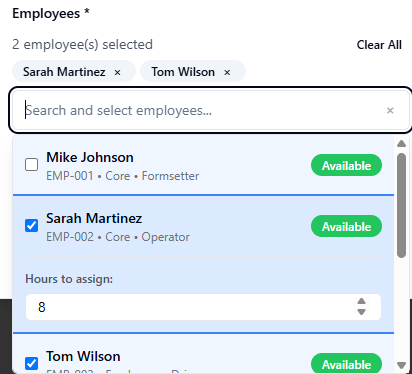 Employees *
2 employee(s) selected
Clear All
Sarah Martinez ×
Tom Wilson ×
Search and select employees...
×
Mike Johnson
EMP-001 • Core • Formsetter
Available
Sarah Martinez
EMP-002 • Core • Operator
Available
Hours to assign:
8
Tom Wilson
Available